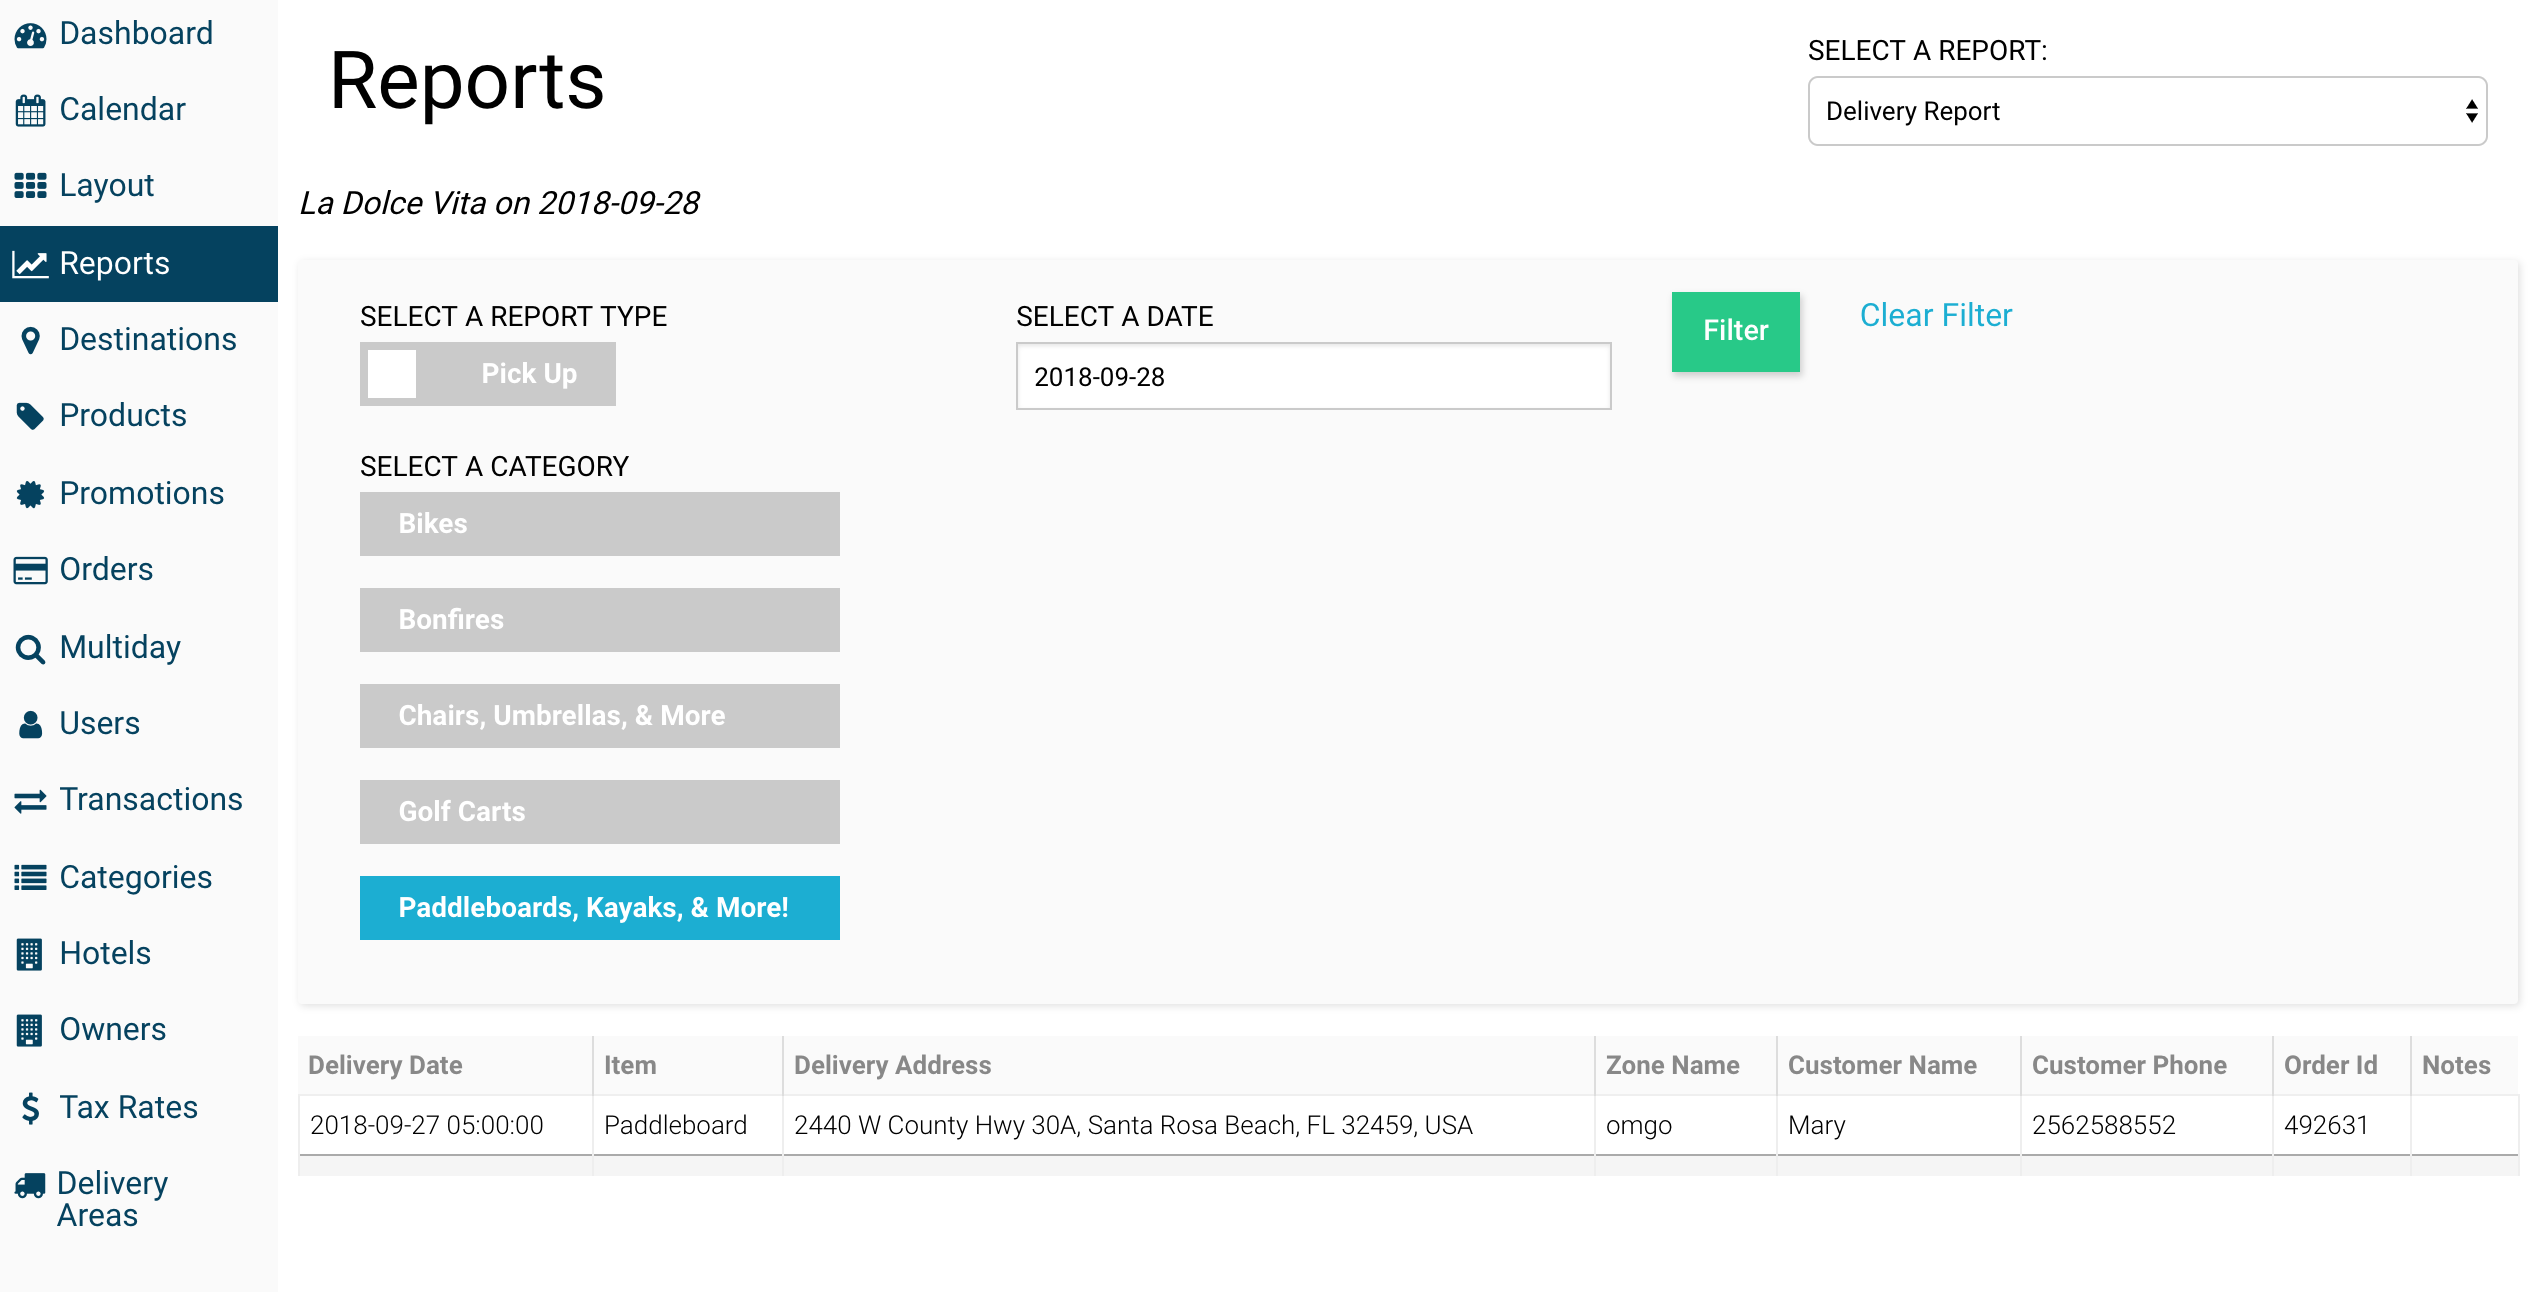 Dashboard
Calendar
Layout
Reports
Destinations
Products
Promotions
Orders
Multiday
Users
Transactions
Categories
Hotels
Owners
Tax Rates
Delivery
Areas
Reports
SELECT A REPORT:
Delivery Report
La Dolce Vita on 2018-09-28
SELECT A REPORT TYPE
Pick Up
SELECT A DATE
2018-09-28
Filter
Clear Filter
SELECT A CATEGORY
Bikes
Bonfires
Chairs, Umbrellas, & More
Golf Carts
Paddleboards, Kayaks, & More!
Delivery Date Item Delivery Address Zone Name Customer Name Customer Phone Order Id Notes
2018-09-27 05:00:00 Paddleboard 2440 W County Hwy 30A, Santa Rosa Beach, FL 32459, USA omgo Mary 2562588552 492631